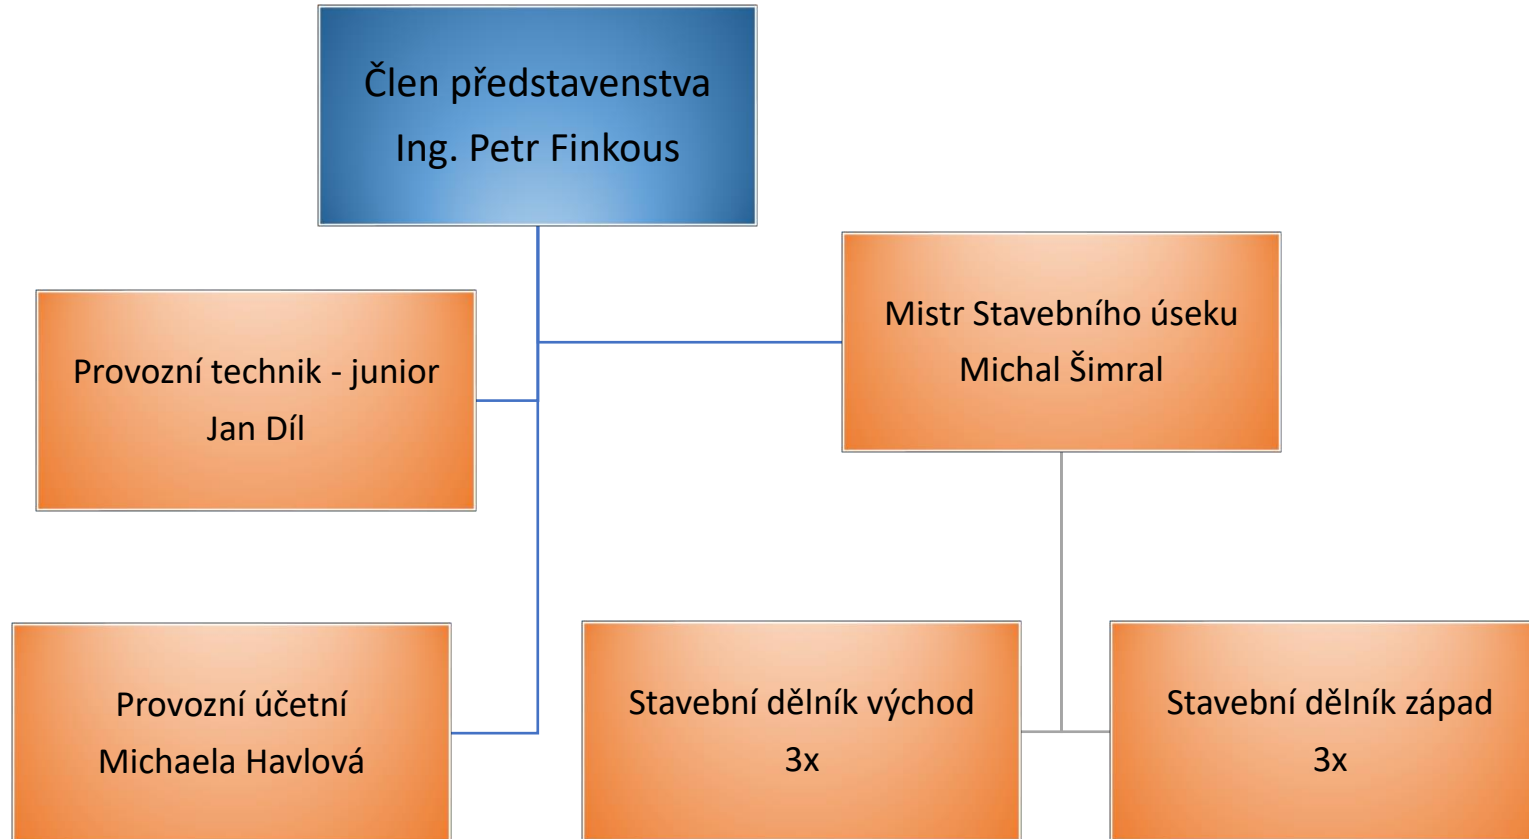 Člen představenstva
Ing. Petr Finkous
Mistr Stavebního úseku
Michal Šimral
Provozní technik - junior
Jan Díl
Provozní účetní
Michaela Havlová
Stavební dělník východ
3x
Stavební dělník západ
3x